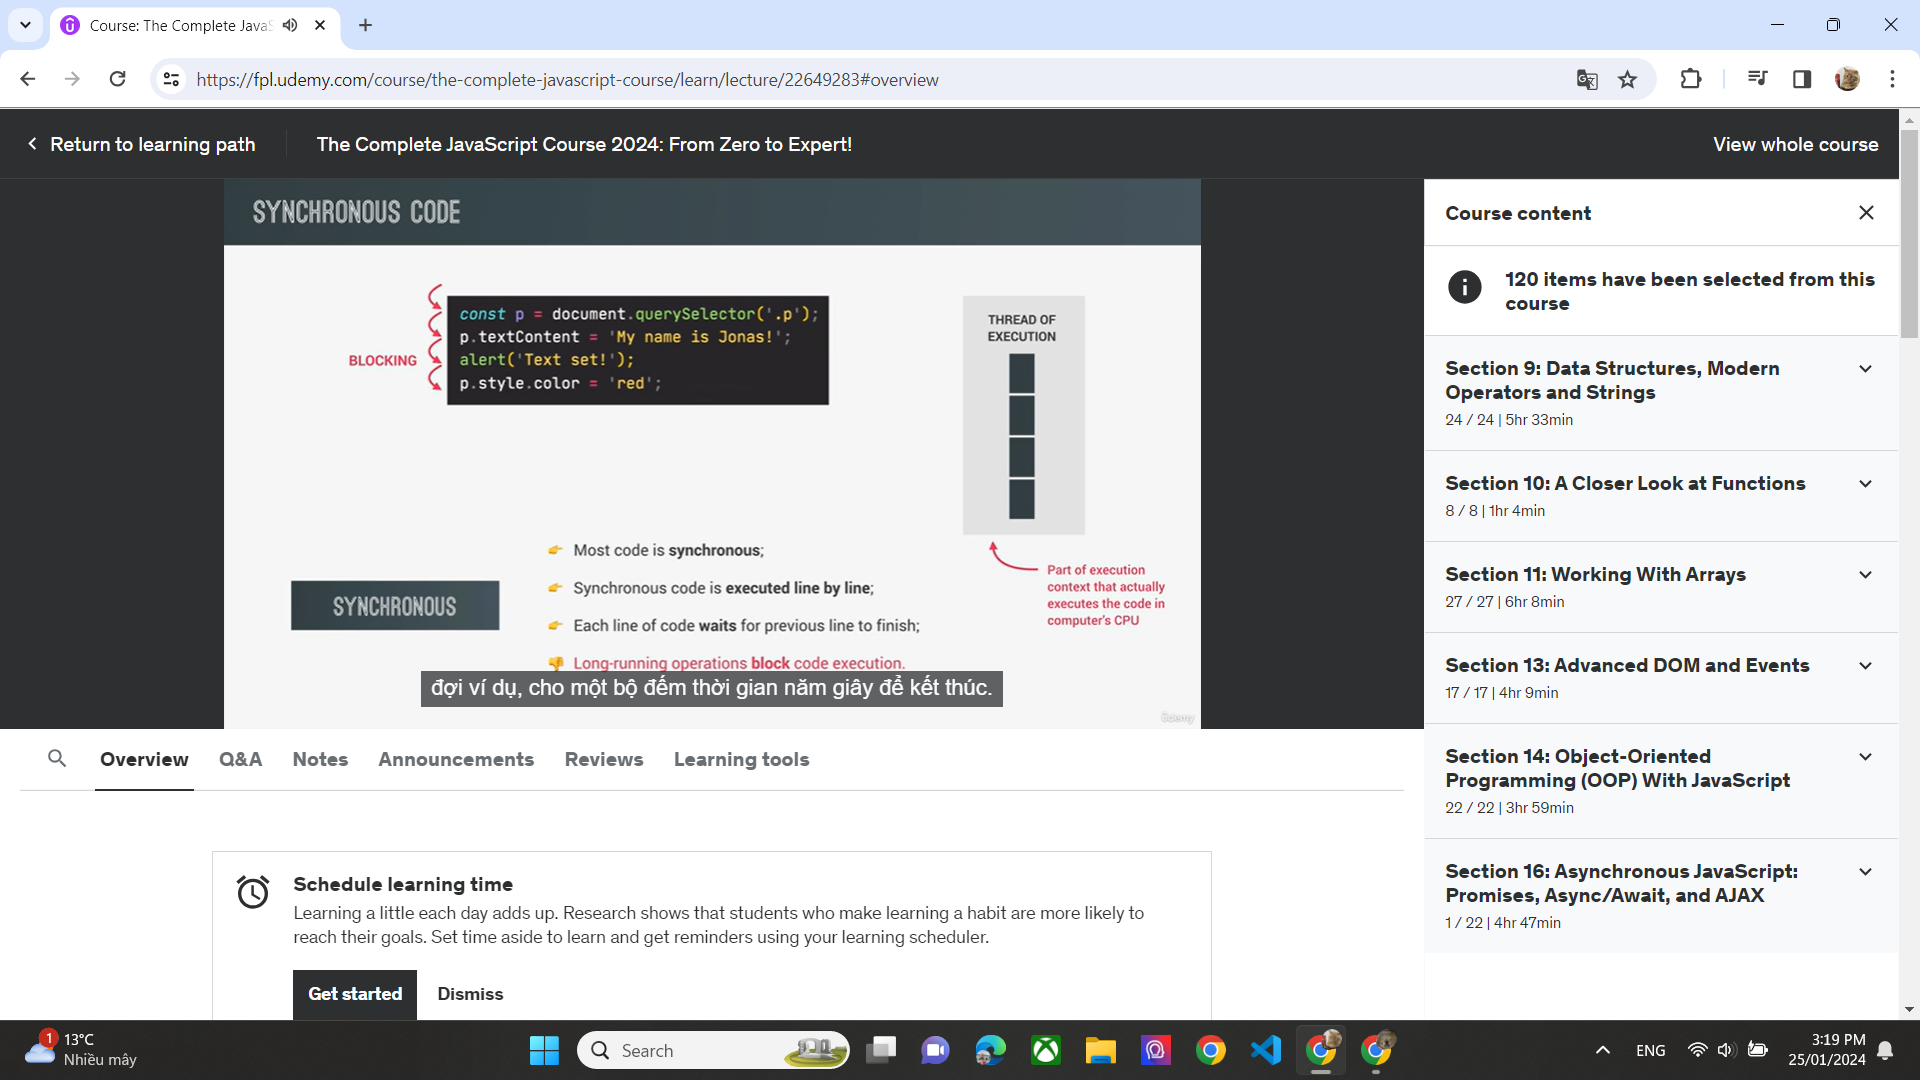 Course: The Complete JavaS
https://fpl.udemy.com/course/the-complete-javascript-course/learn/lecture/22649283#overview
Return to learning path
The Complete JavaScript Course 2024: From Zero to Expert!
View whole course
SYNCHRONOUS CODE
const p = document.querySelector('.p');
p.textContent = 'My name is Jonas!';
alert('Text set!');
p.style.color = 'red';
BLOCKING
THREAD OF
EXECUTION
Part of execution
context that actually
executes the code in
computer's CPU
SYNCHRONOUS
Most code is synchronous;
Synchronous code is executed line by line;
Each line of code waits for previous line to finish;
Long-running operations block code execution.
đợi ví dụ, cho một bộ đếm thời gian năm giây để kết thúc.
ûdemy
Course content
120 items have been selected from this
course
Section 9: Data Structures, Modern
Operators and Strings
24 / 24 | 5hr 33min
Section 10: A Closer Look at Functions
8 / 8 | 1hr 4min
Section 11: Working With Arrays
27 / 27 | 6hr 8min
Section 13: Advanced DOM and Events
17 / 17 | 4hr 9min
Section 14: Object-Oriented
Programming (OOP) With JavaScript
22 / 22 | 3hr 59min
Section 16: Asynchronous JavaScript:
Promises, Async/Await, and AJAX
1 / 22 | 4hr 47min
Overview
Q&A
Notes
Announcements
Reviews
Learning tools
Schedule learning time
Learning a little each day adds up. Research shows that students who make learning a habit are more likely to
reach their goals. Set time aside to learn and get reminders using your learning scheduler.
Get started
Dismiss
1
13°C
Nhiều mây
Search
ENG
3:19 PM
25/01/2024